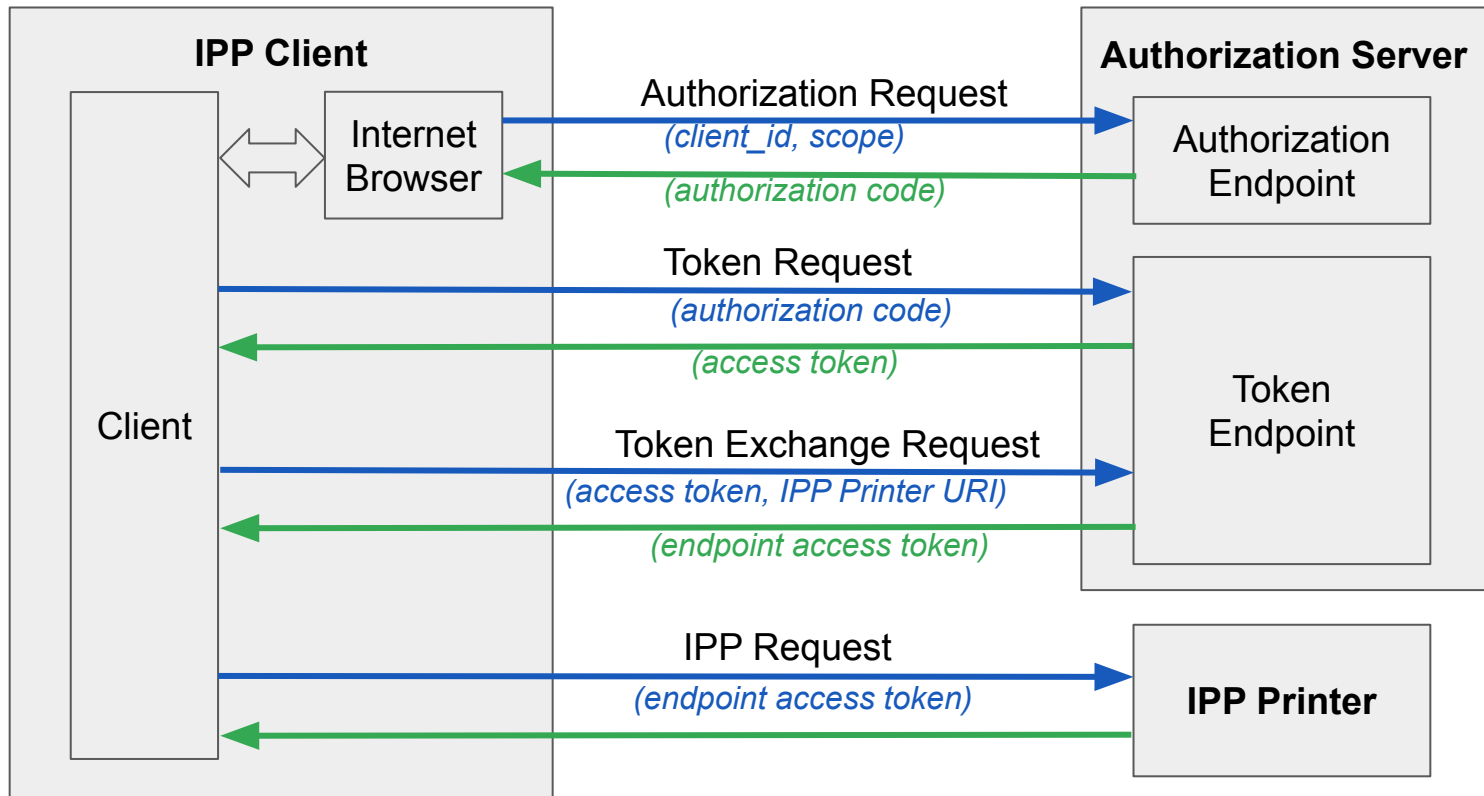 IPP Client
Authorization Server
Internet
Browser
Authorization Request
(client_id, scope)
(authorization code)
Authorization
Endpoint
Token Request
(authorization code)
(access token)
Client
Token Exchange Request
(access token, IPP Printer URI)
(endpoint access token)
Token
Endpoint
IPP Request
(endpoint access token)
IPP Printer